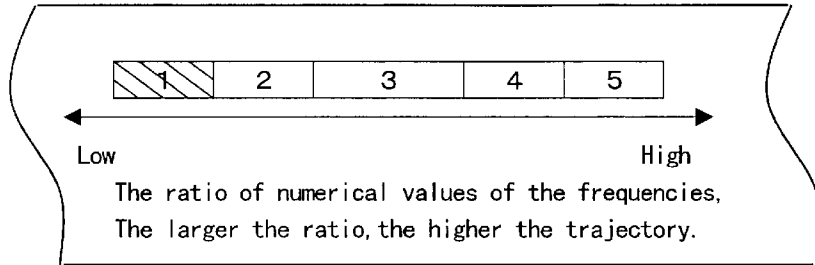 1 2 3 4 5
Low High
The ratio of numerical values of the frequencies,
The larger the ratio, the higher the trajectory.